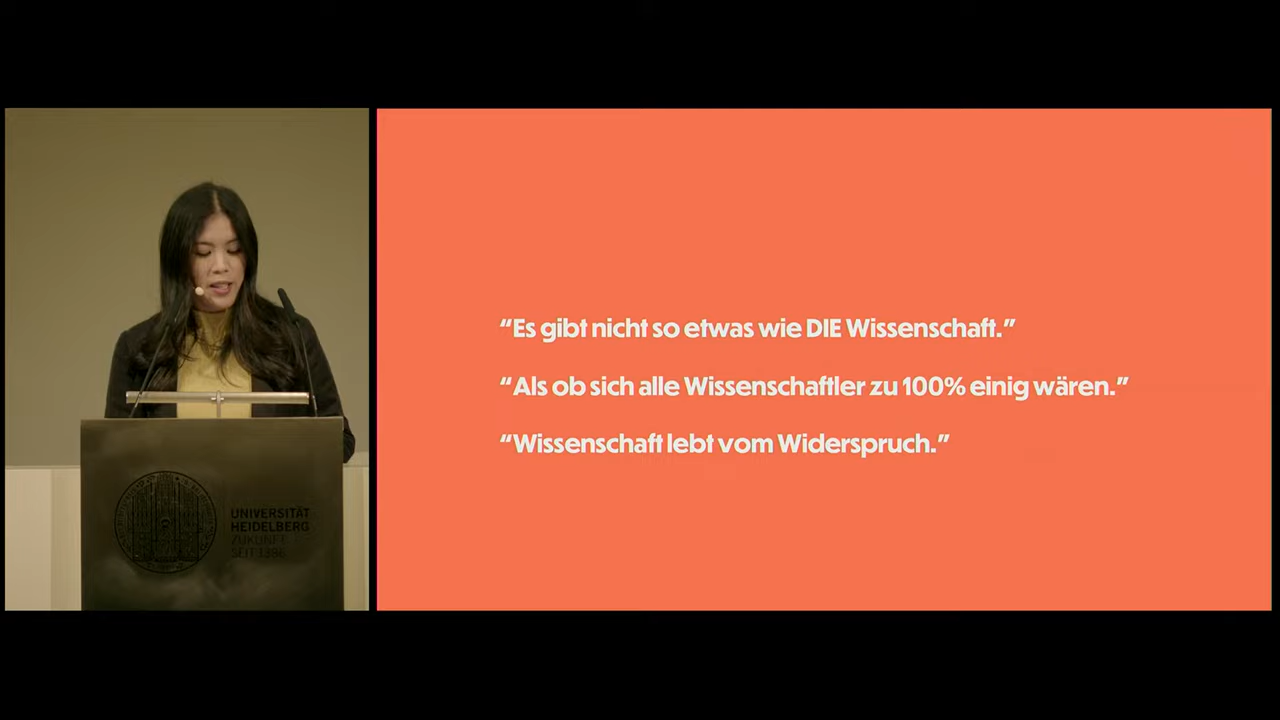 “Es gibt nicht so etwas wie DIE Wissenschaft.”
“Als ob sich alle Wissenschaftler zu 100% einig wären.”
“Wissenschaft lebt vom Widerspruch.”
UNIVERSITÄT
HEIDELBERG
ZUKUNFT
SEIT 1386